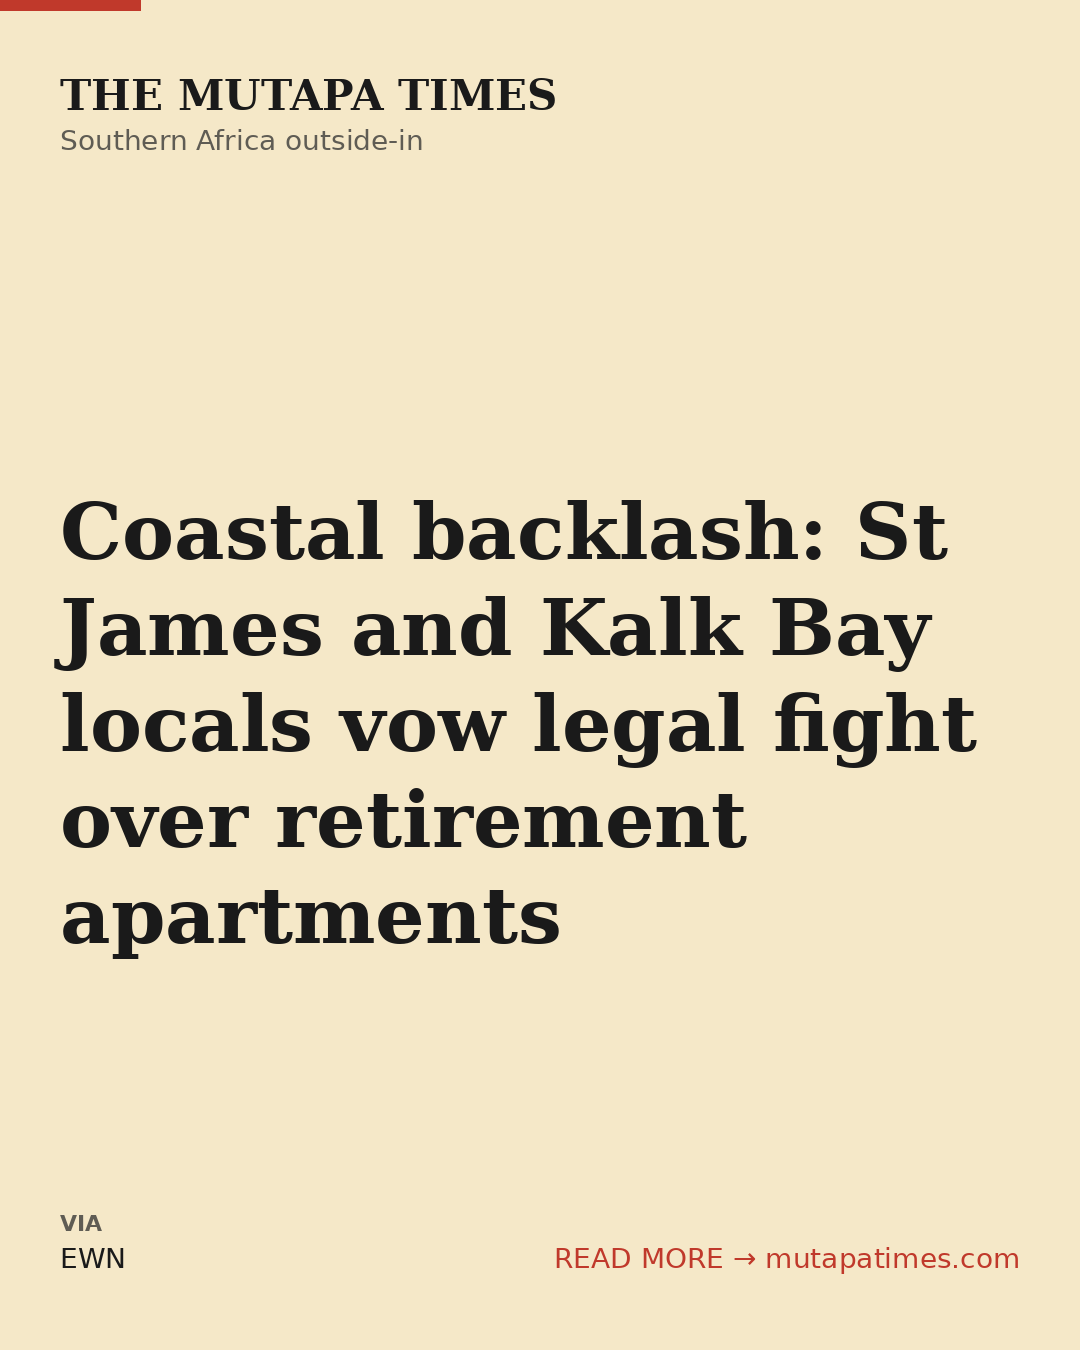 THE MUTAPA TIMES
Southern Africa outside-in
Coastal backlash: St
James and Kalk Bay
locals vow legal fight
over retirement
apartments
VIA
EWN
READ MORE → mutapatimes.com